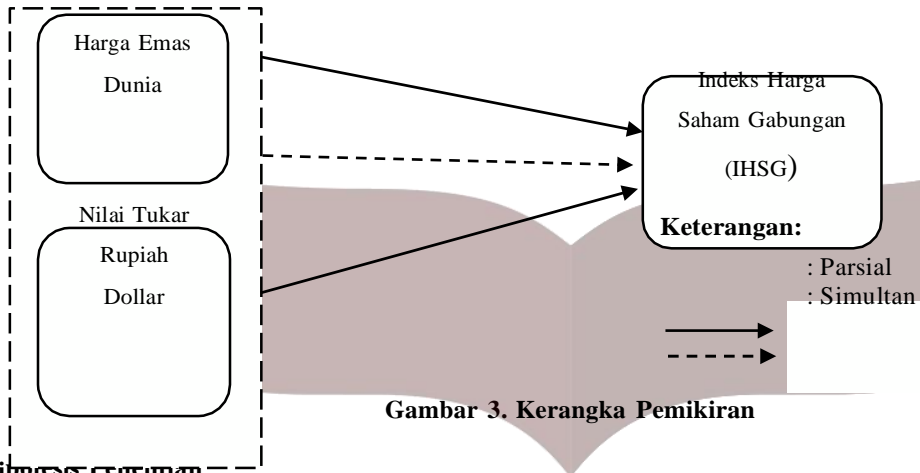 Harga Emas
Dunia
Nilai Tukar
Rupiah
Dollar
Indeks Harga
Saham Gabungan
(IHSG)
Keterangan:
: Parsial
: Simultan
Gambar 3. Kerangka Pemikiran